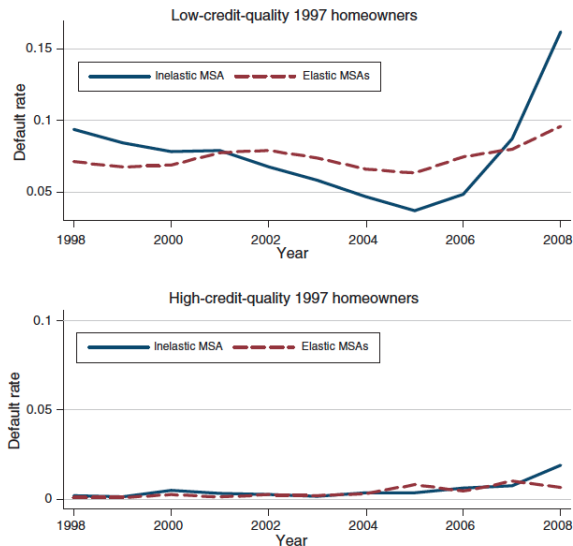 Low-credit-quality 1997 homeowners
0.15
Inelastic MSA Elastic MSAs
0.1
0.05
Default rate
1998 2000 2002 2004 2006 2008
Year
High-credit-quality 1997 homeowners
0.1
Inelastic MSA Elastic MSAs
0.05
0
Default rate
1998 2000 2002 2004 2006 2008
Year